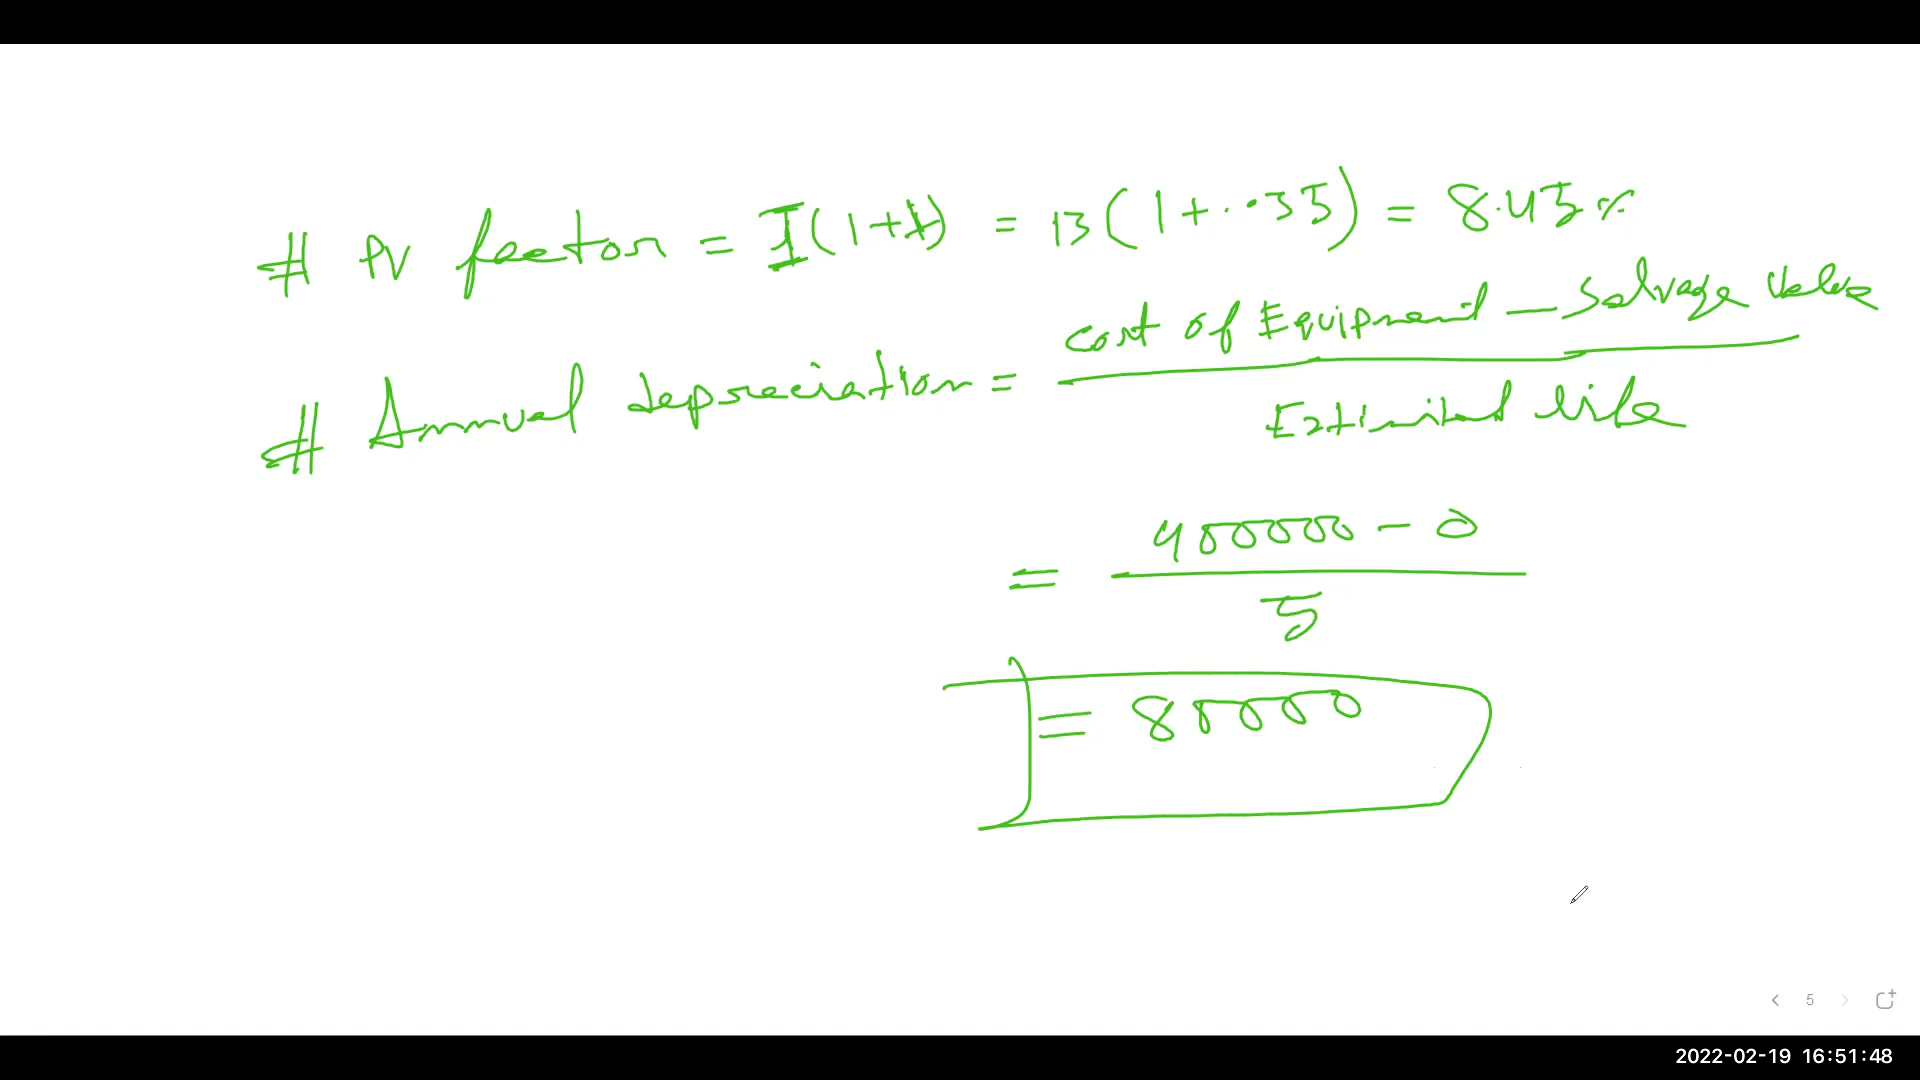 # PV factor = I(1+t) = 13(1+..35) = 8.45%
# Annual depreciation = cost of Equipment - Salvage Value
Estimited life
= 400000 - 0
5
= 80000
5
2022-02-19 16:51:48